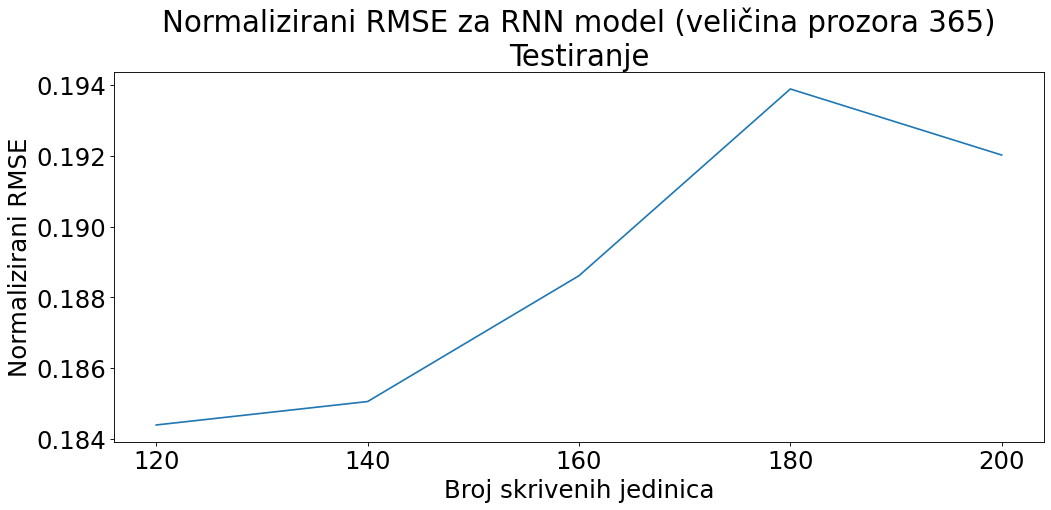 Normalizirani RMSE za RNN model (veličina prozora 365)
Testiranje
Normalizirani RMSE
0.194
0.192
0.190
0.188
0.186
0.184
120 140 160 180 200
Broj skrivenih jedinica